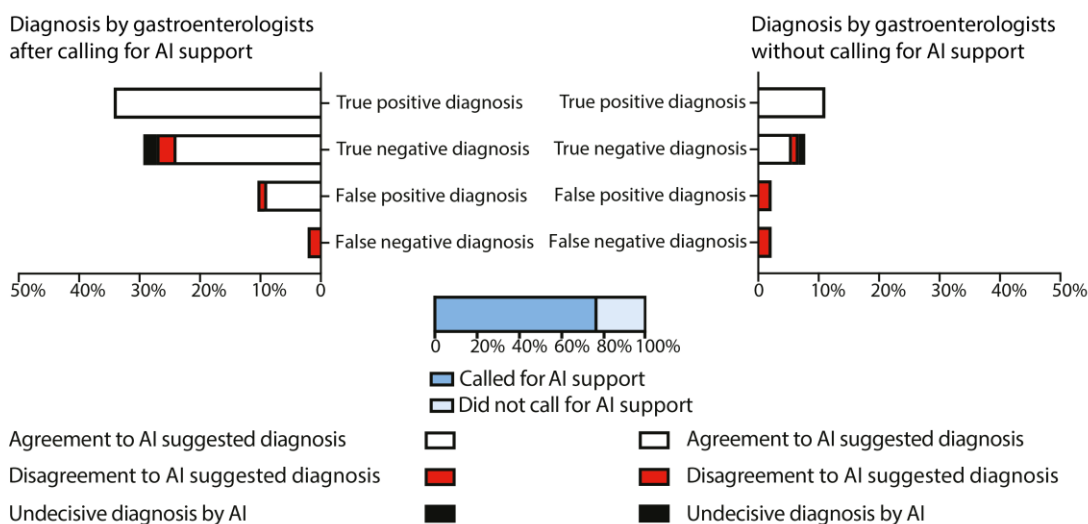 Diagnosis by gastroenterologists
after calling for AI support
Diagnosis by gastroenterologists
without calling for AI support
True positive diagnosis
True negative diagnosis
False positive diagnosis
False negative diagnosis
True positive diagnosis
True negative diagnosis
False positive diagnosis
False negative diagnosis
50% 40% 30% 20% 10% 0
0 10% 20% 30% 40% 50%
0 20% 40% 60% 80% 100%
Called for AI support
Did not call for AI support
Agreement to AI suggested diagnosis
Disagreement to AI suggested diagnosis
Undecisive diagnosis by AI
Agreement to AI suggested diagnosis
Disagreement to AI suggested diagnosis
Undecisive diagnosis by AI